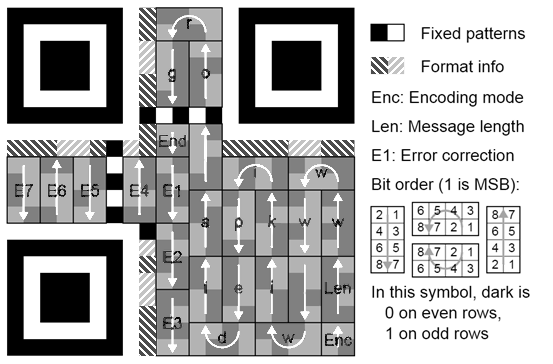 r
g o
End
i w
E7 E6 E5 E4 E1
a p k w w
E2
i e i Len
E3
d w Enc
Fixed patterns
Format info
Enc: Encoding mode
Len: Message length
E1: Error correction
Bit order (1 is MSB):
2 1
4 3
6 5
8 7
6 5 4 3
8 7 2 1
8 7 2 1
6 5 4 3
8 7
6 5
4 3
2 1
In this symbol, dark is
0 on even rows,
1 on odd rows